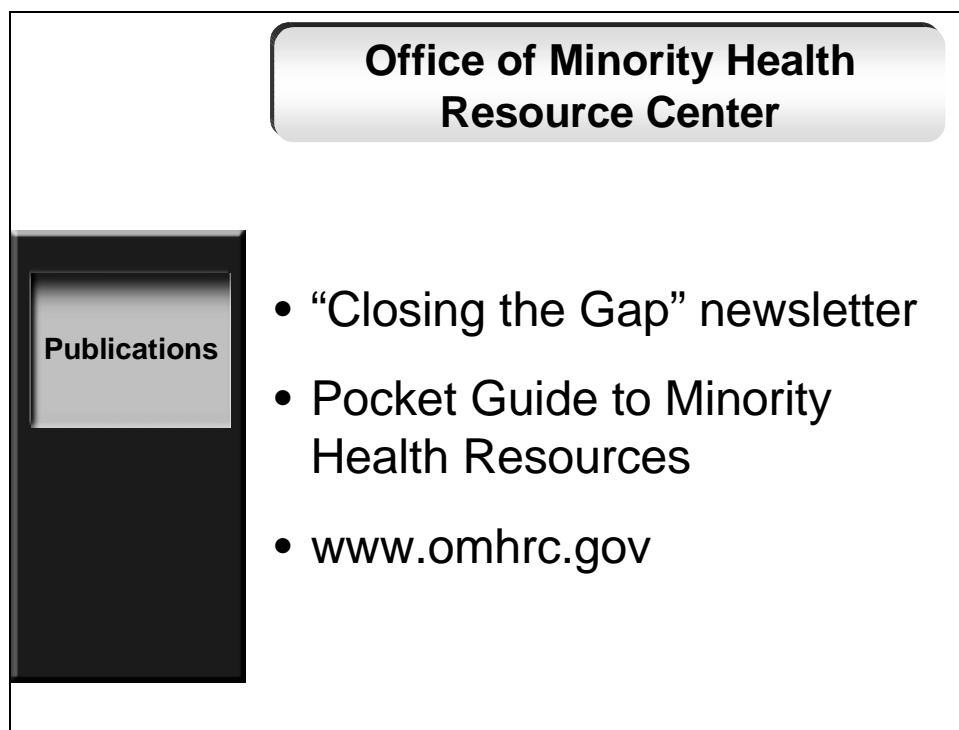 Office of Minority Health
Resource Center
Publications
• “Closing the Gap” newsletter
• Pocket Guide to Minority
Health Resources
• www.omhrc.gov